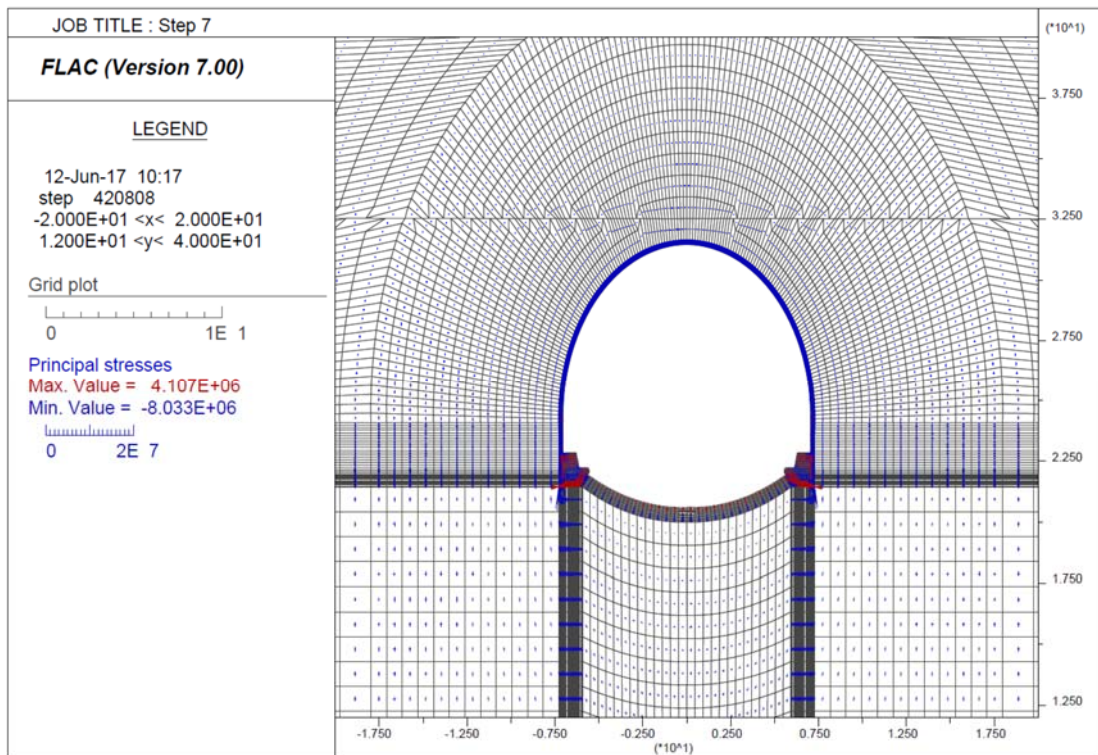 JOB TITLE : Step 7
(*10^1)
FLAC (Version 7.00)
LEGEND
12-Jun-17 10:17
step 420808
-2.000E+01 <x< 2.000E+01
1.200E+01 <y< 4.000E+01
Grid plot
0 1E 1
Principal stresses
Max. Value = 4.107E+06
Min. Value = -8.033E+06
0 2E 7
3.750
3.250
2.750
2.250
1.750
1.250
-1.750 -1.250 -0.750 -0.250 0.250 0.750 1.250 1.750
(*10^1)